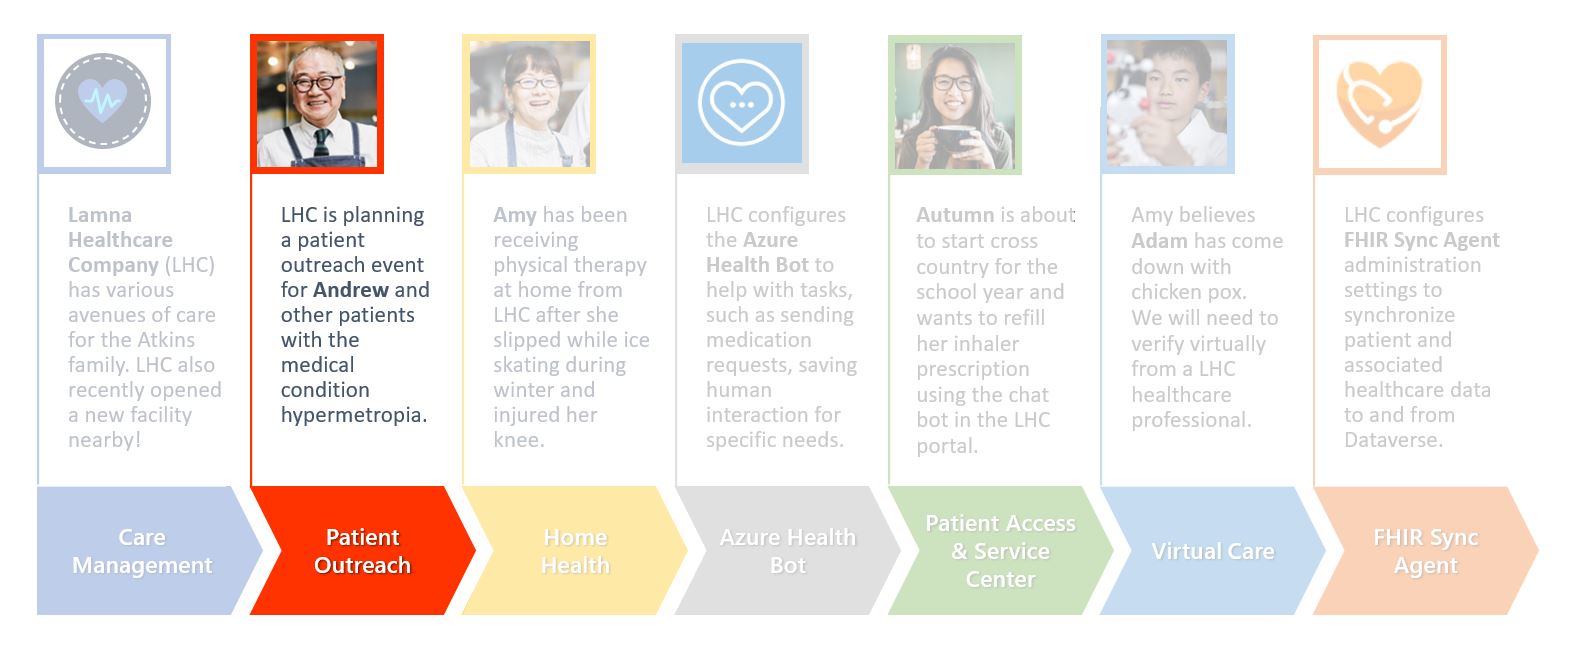 Lamna
Healthcare
Company (LHC)
has various
avenues of care
for the Atkins
family. LHC also
recently opened
a new facility
nearby!
LHC is planning
a patient
outreach event
for Andrew and
other patients
with the
medical
condition
hypermetropia.
Amy has been
receiving
physical therapy
at home from
LHC after she
slipped while ice
skating during
winter and
injured her
knee.
LHC configures
the Azure
Health Bot to
help with tasks,
such as sending
medication
requests, saving
human
interaction for
specific needs.
Autumn is about
to start cross
country for the
school year and
wants to refill
her inhaler
prescription
using the chat
bot in the LHC
portal.
Amy believes
Adam has come
down with
chicken pox.
We will need to
verify virtually
from a LHC
healthcare
professional.
LHC configures
FHIR Sync Agent
administration
settings to
synchronize
patient and
associated
healthcare data
to and from
Dataverse.
Care
Management
Patient
Outreach
Home
Health
Azure Health
Bot
Patient Access
& Service
Center
Virtual Care
FHIR Sync
Agent